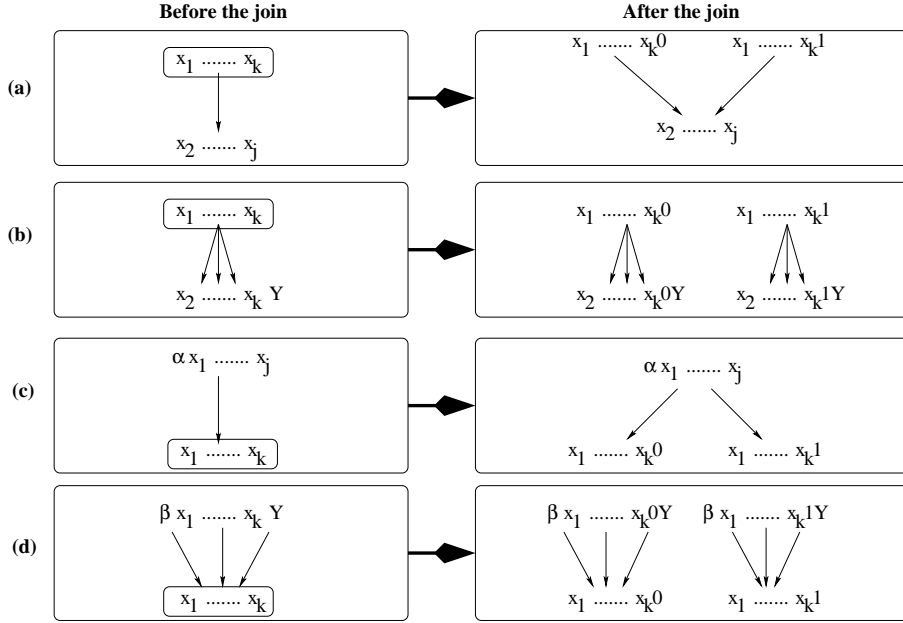 Before the join After the join
(a)
x1 ....... xk
x2 ....... xj
x1 ....... xk0 x1 ....... xk1
x2 ....... xj
(b)
x1 ....... xk
x2 ....... xk Y
x1 ....... xk0 x1 ....... xk1
x2 ....... xk0Y x2 ....... xk1Y
(c)
α x1 ....... xj
x1 ....... xk
α x1 ....... xj
x1 ....... xk0 x1 ....... xk1
(d)
β x1 ....... xk Y
x1 ....... xk
β x1 ....... xk0Y β x1 ....... xk1Y
x1 ....... xk0 x1 ....... xk1